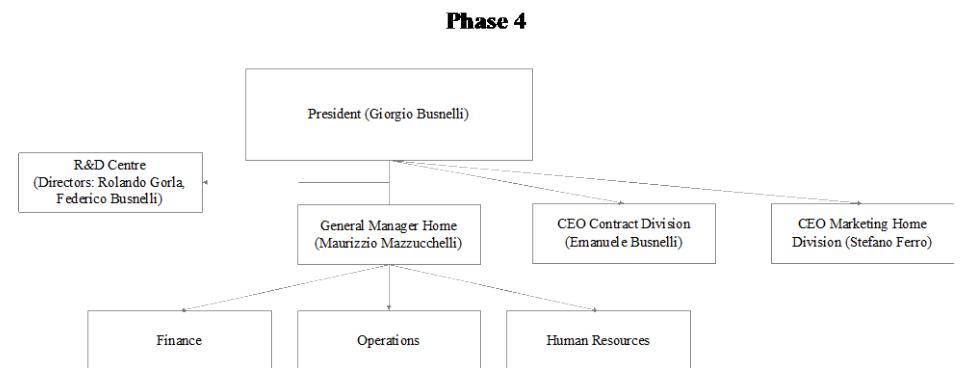 Phase 4
President (Giorgio Busnelli)
R&D Centre
(Directors: Rolando Gorla,
Federico Busnelli)
General Manager Home
(Maurizzio Mazzucchelli)
CEO Contract Division
(Emanuele Busnelli)
CEO Marketing Home
Division (Stefano Ferro)
Finance
Operations
Human Resources